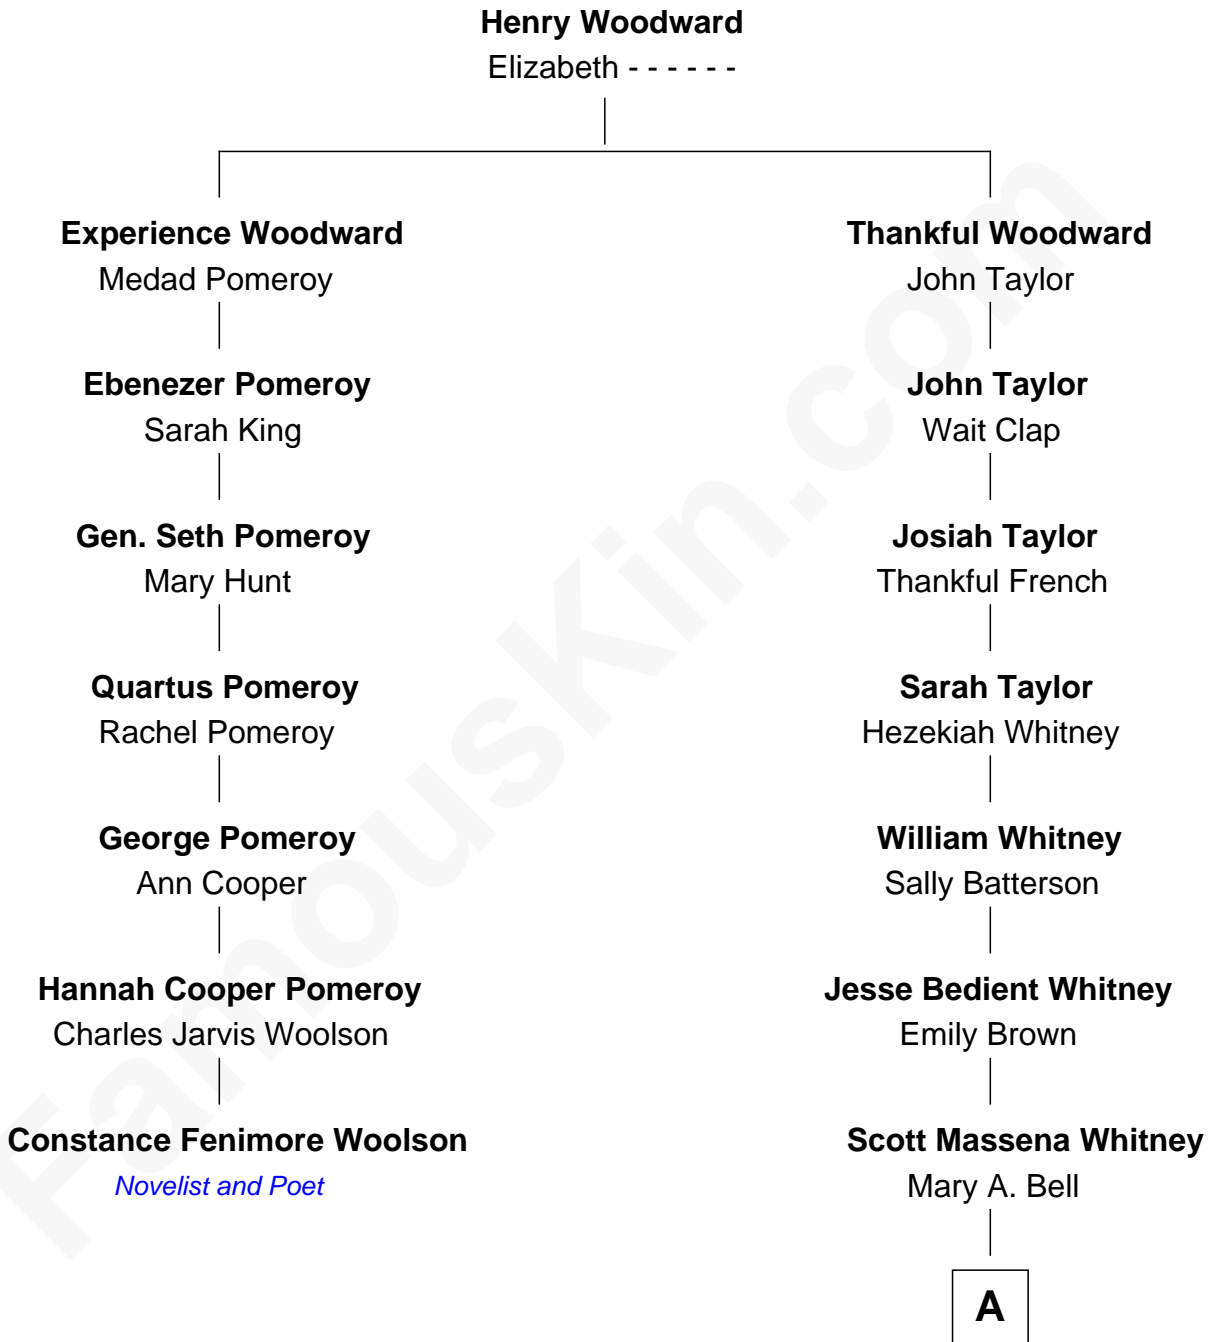 Henry Woodward
Elizabeth - - - - - -
Experience Woodward
Medad Pomeroy
Thankful Woodward
John Taylor
Ebenezer Pomeroy
Sarah King
John Taylor
Wait Clap
Gen. Seth Pomeroy
Mary Hunt
Josiah Taylor
Thankful French
Quartus Pomeroy
Rachel Pomeroy
Sarah Taylor
Hezekiah Whitney
George Pomeroy
Ann Cooper
William Whitney
Sally Batterson
Hannah Cooper Pomeroy
Charles Jarvis Woolson
Jesse Bedient Whitney
Emily Brown
Constance Fenimore Woolson
Novelist and Poet
Scott Massena Whitney
Mary A. Bell
A
FamousKin.com